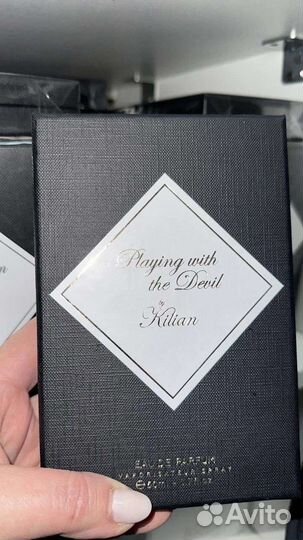 Playing with
the Devil
by
Kilian
EAU DE PARFUM
VAPORISATEUR SPRAY
Avito